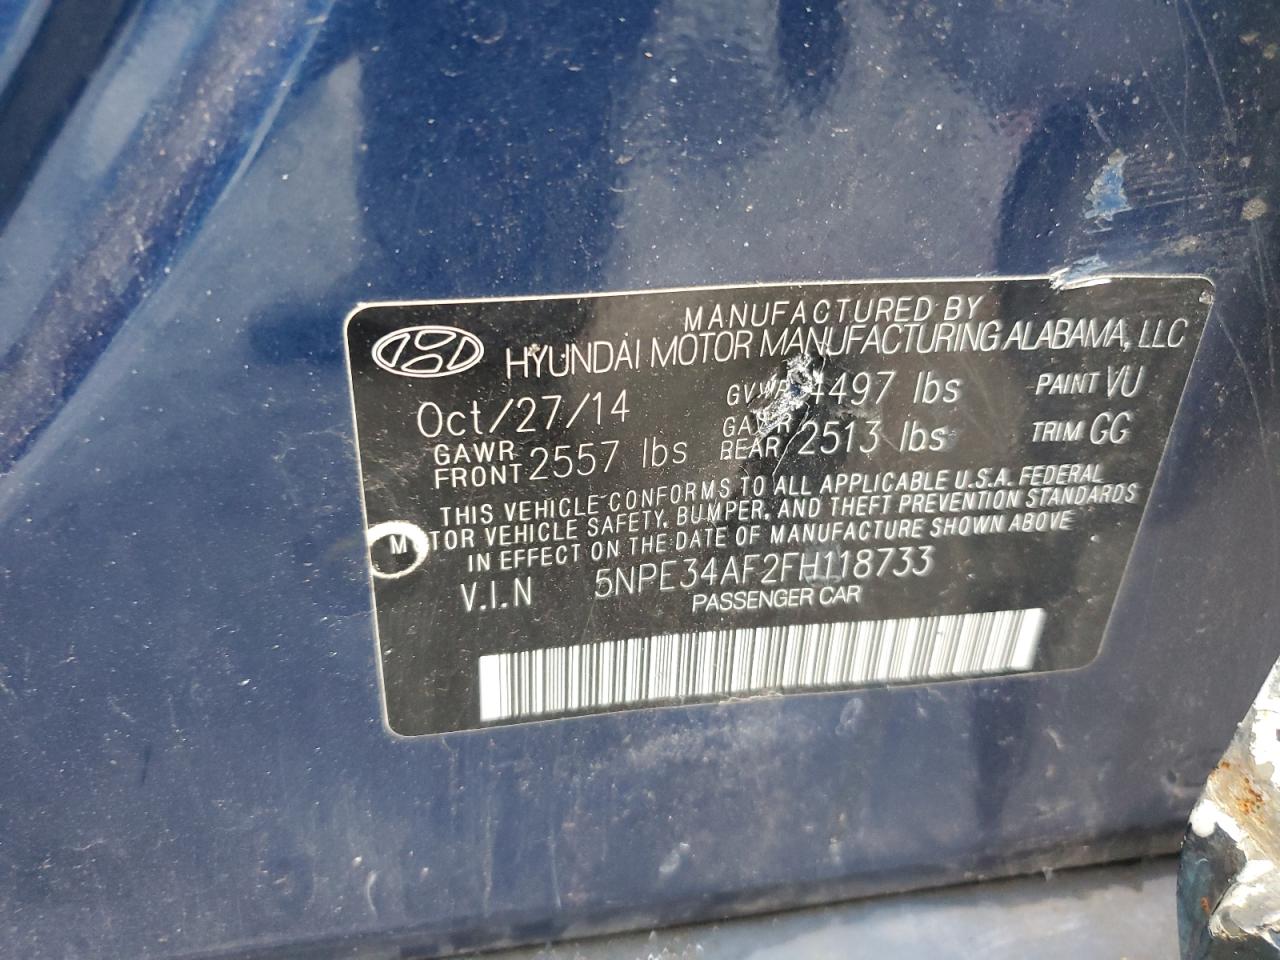 MANUFACTURED BY
HYUNDAI MOTOR MANUFACTURING ALABAMA, LLC
Oct/27/14 GVWR 4497 lbs PAINT VU
GAWR FRONT 2557 lbs GAWR REAR 2513 lbs TRIM GG
THIS VEHICLE CONFORMS TO ALL APPLICABLE U.S.A. FEDERAL
MOTOR VEHICLE SAFETY, BUMPER, AND THEFT PREVENTION STANDARDS
IN EFFECT ON THE DATE OF MANUFACTURE SHOWN ABOVE
V.I.N 5NPE34AF2FH118733
PASSENGER CAR